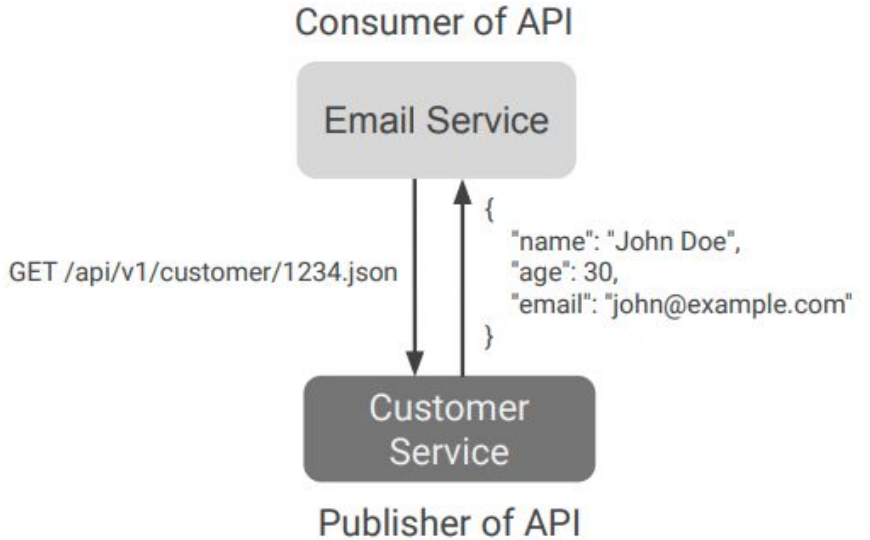 Consumer of API
Email Service
GET /api/v1/customer/1234.json
{
"name": "John Doe",
"age": 30,
"email": "john@example.com"
}
Customer
Service
Publisher of API